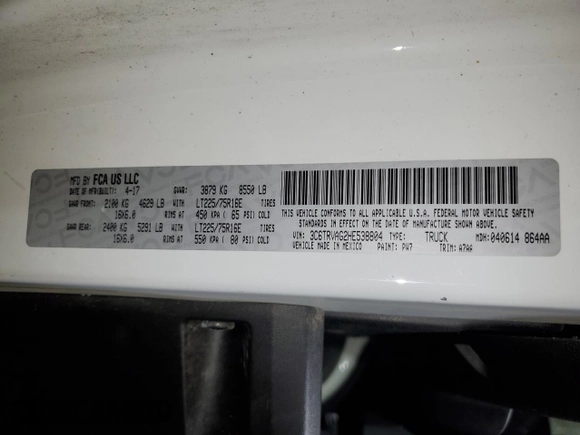 MFD BY FCA US LLC
DATE OF MFR(BUILT): 4-17 GVWR: 3879 KG 8550 LB
GAWR FRONT: 2100 KG 4629 LB LT225/75R16E TIRES
16X6.0 RIMS AT 450 KPA ( 65 PSI) COLD
GAWR REAR: 2400 KG 5291 LB LT225/75R16E TIRES
16X6.0 RIMS AT 550 KPA ( 80 PSI) COLD
THIS VEHICLE CONFORMS TO ALL APPLICABLE U.S.A. FEDERAL MOTOR VEHICLE SAFETY
STANDARDS IN EFFECT ON THE DATE OF MANUFACTURE SHOWN ABOVE.
VIN: 3C6TRVAG2HE538804 TYPE: TRUCK MDH: 040614 864AA
VEHICLE MADE IN MEXICO PAINT: PW7 TRIM: A7AA